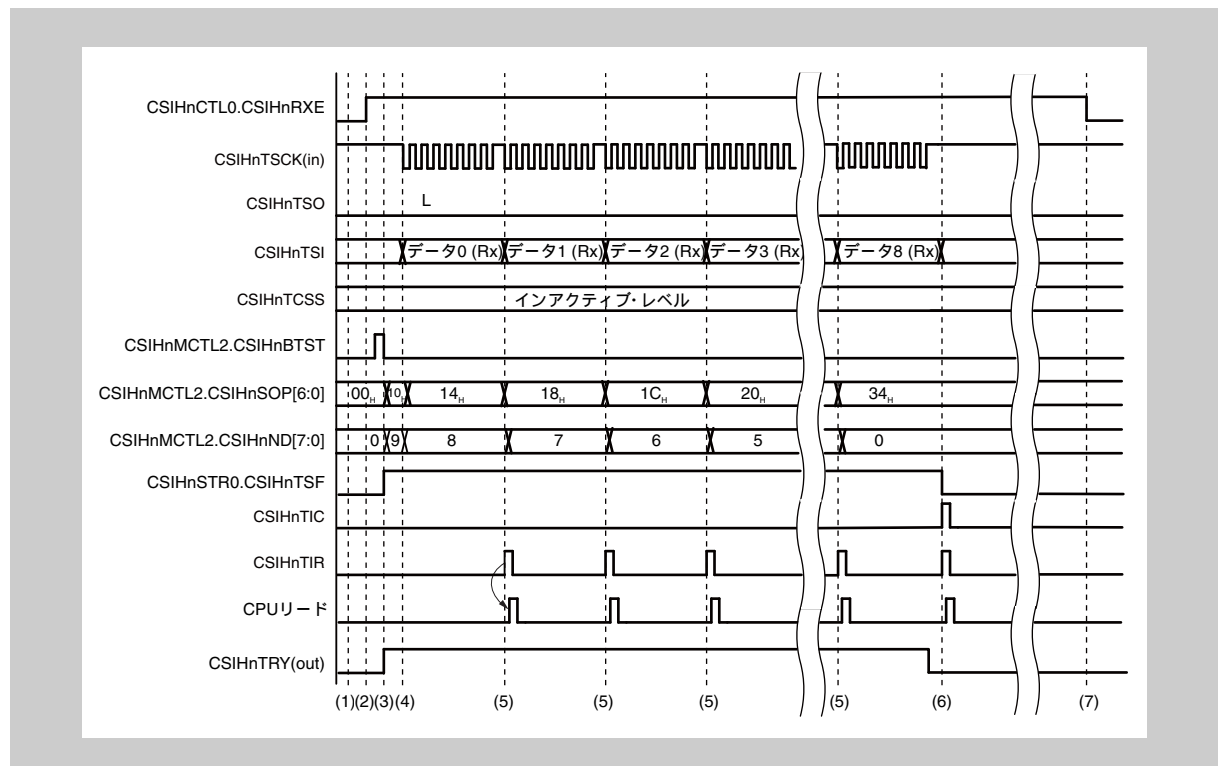 CSIHnCTL0.CSIHnRXE
CSIHnTSCK(in)
CSIHnTSO L
CSIHnTSI データ0 (Rx) データ1 (Rx) データ2 (Rx) データ3 (Rx) データ8 (Rx)
CSIHnTCSS インアクティブ・レベル
CSIHnMCTL2.CSIHnBTST
CSIHnMCTL2.CSIHnSOP[6:0] 00H 10H 14H 18H 1CH 20H 34H
CSIHnMCTL2.CSIHnND[7:0] 0 9 8 7 6 5 0
CSIHnSTR0.CSIHnTSF
CSIHnTIC
CSIHnTIR
CPUリード
CSIHnTRY(out)
(1)(2)(3)(4) (5) (5) (5) (5) (6) (7)